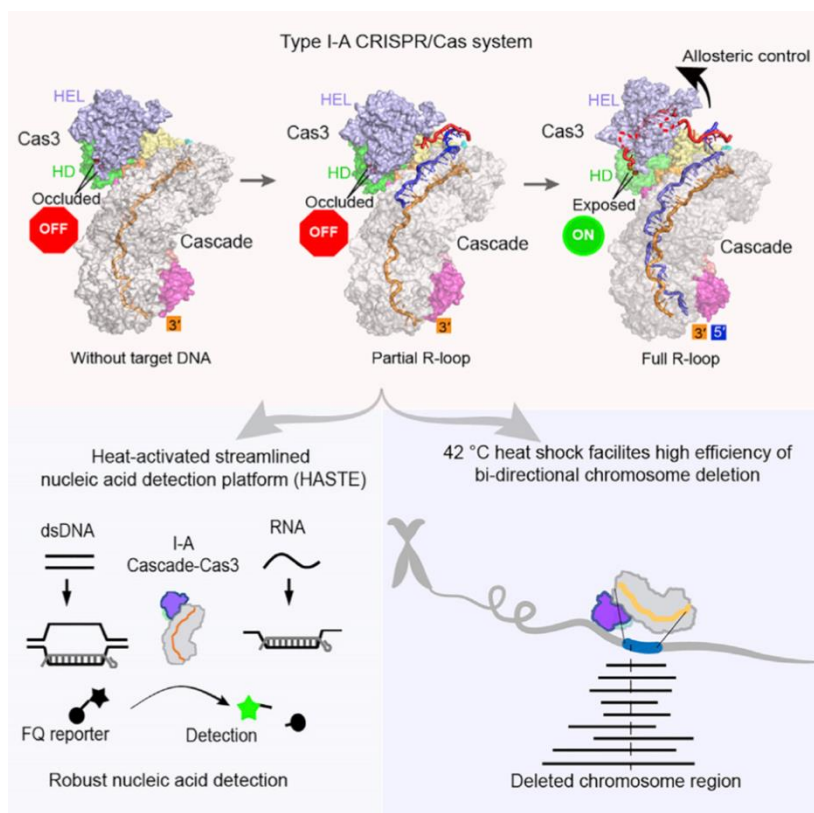 Type I-A CRISPR/Cas system
Allosteric control
HEL
Cas3
HD
Occluded
OFF
Cascade
3'
Without target DNA
HEL
Cas3
HD
Occluded
OFF
Cascade
3'
Partial R-loop
HEL
Cas3
HD
Exposed
ON
Cascade
3' 5'
Full R-loop
Heat-activated streamlined
nucleic acid detection platform (HASTE)
dsDNA
I-A
Cascade-Cas3
RNA
FQ reporter
Detection
Robust nucleic acid detection
42 °C heat shock facilites high efficiency of
bi-directional chromosome deletion
Deleted chromosome region